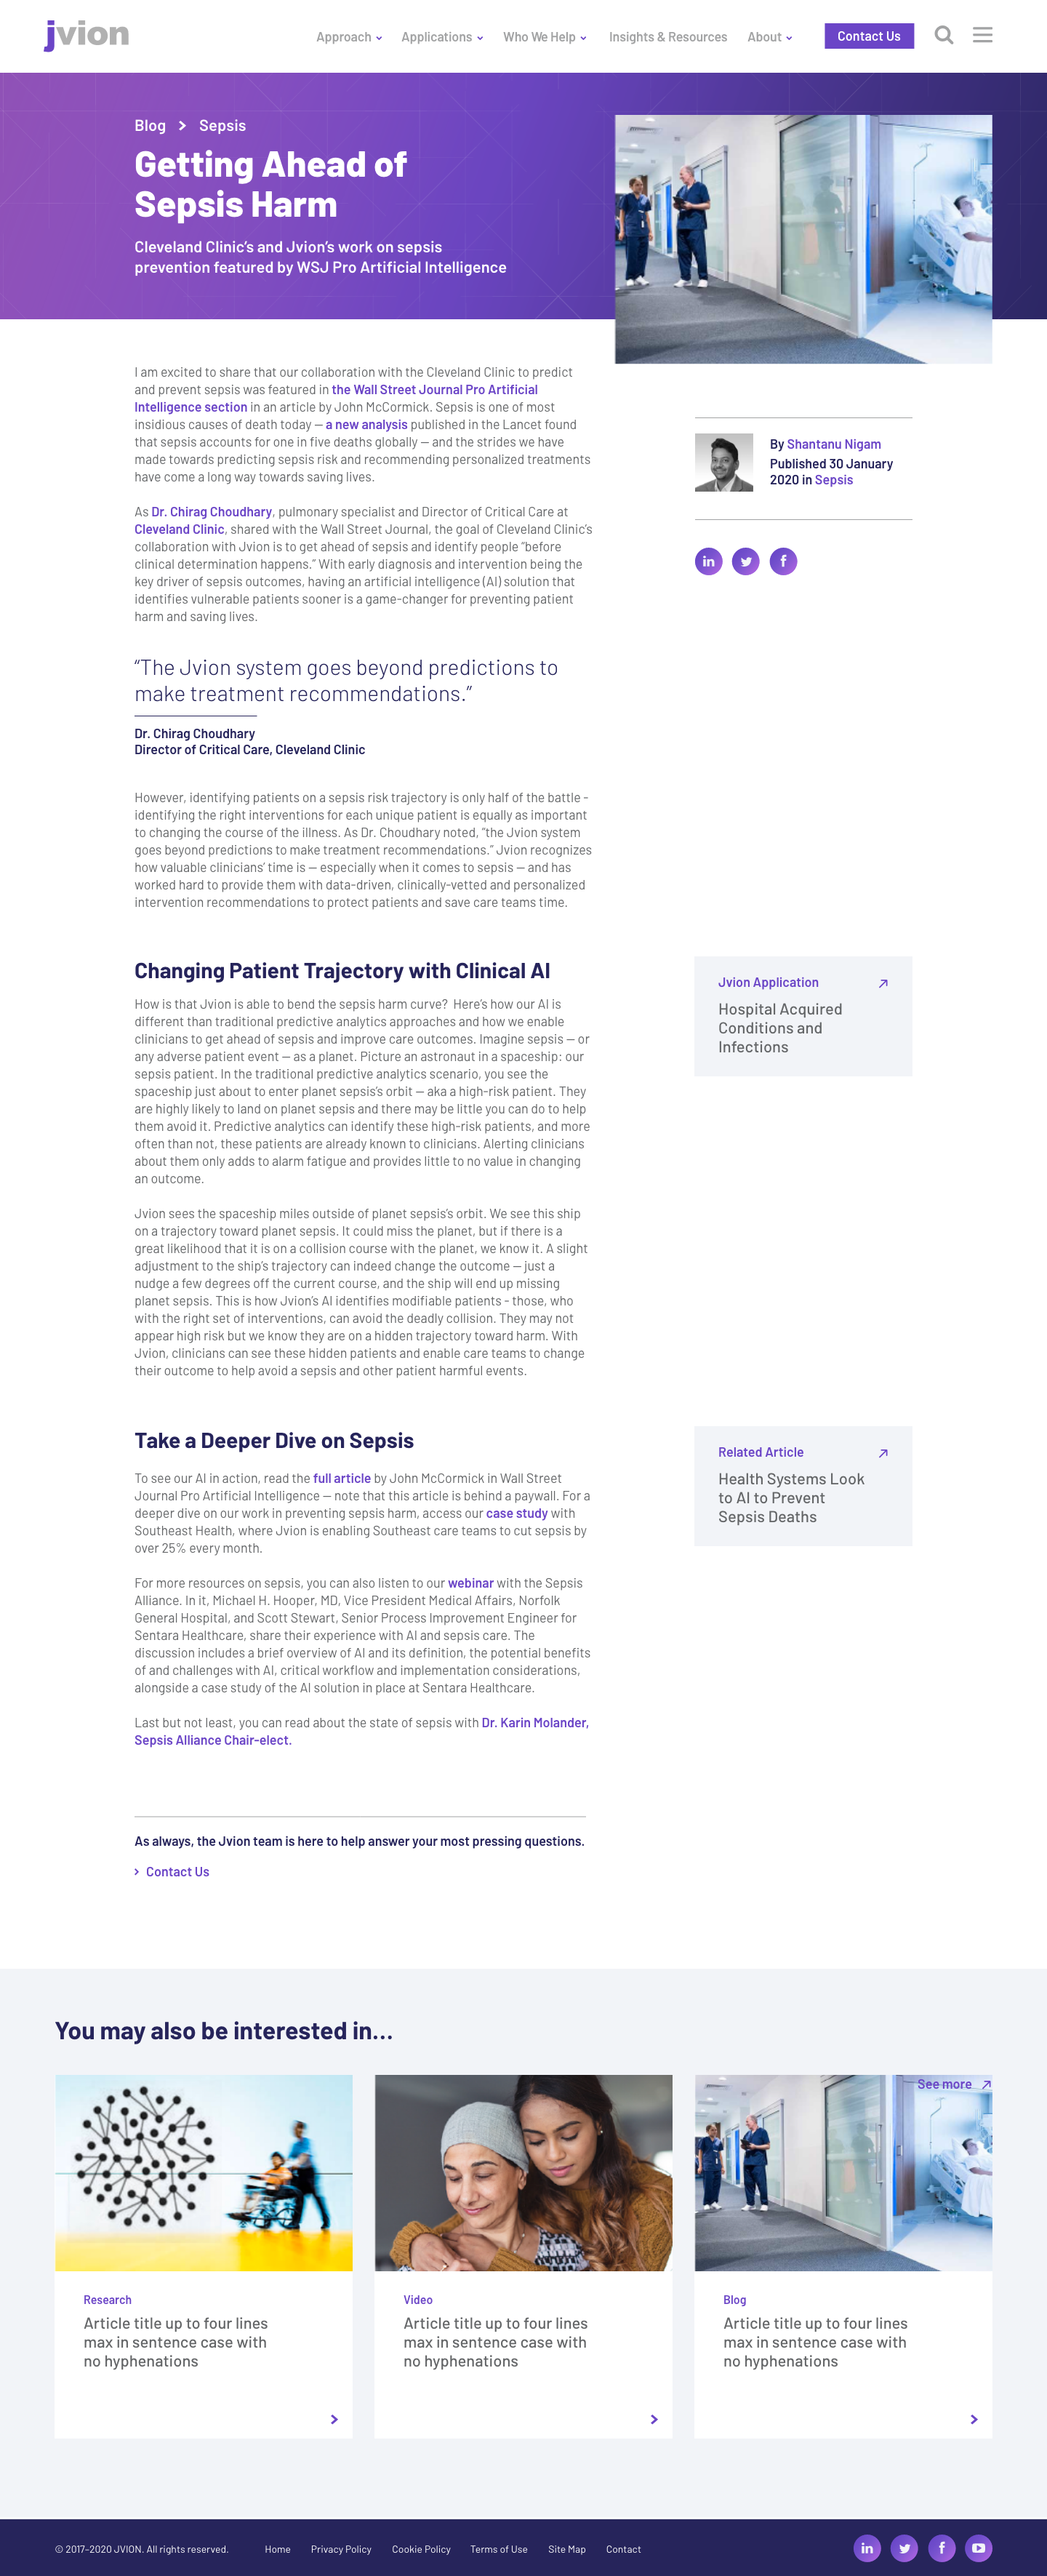 jvion
Approach
Applications
Who We Help
Insights & Resources
About
Contact Us
Blog > Sepsis
Getting Ahead of
Sepsis Harm
Cleveland Clinic’s and Jvion’s work on sepsis
prevention featured by WSJ Pro Artificial Intelligence
I am excited to share that our collaboration with the Cleveland Clinic to predict
and prevent sepsis was featured in the Wall Street Journal Pro Artificial
Intelligence section in an article by John McCormick. Sepsis is one of most
insidious causes of death today — a new analysis published in the Lancet found
that sepsis accounts for one in five deaths globally — and the strides we have
made towards predicting sepsis risk and recommending personalized treatments
have come a long way towards saving lives.
As Dr. Chirag Choudhary, pulmonary specialist and Director of Critical Care at
Cleveland Clinic, shared with the Wall Street Journal, the goal of Cleveland Clinic’s
collaboration with Jvion is to get ahead of sepsis and identify people “before
clinical determination happens.” With early diagnosis and intervention being the
key driver of sepsis outcomes, having an artificial intelligence (AI) solution that
identifies vulnerable patients sooner is a game-changer for preventing patient
harm and saving lives.
By Shantanu Nigam
Published 30 January
2020 in Sepsis
in
f
“The Jvion system goes beyond predictions to
make treatment recommendations.”
Dr. Chirag Choudhary
Director of Critical Care, Cleveland Clinic
However, identifying patients on a sepsis risk trajectory is only half of the battle -
identifying the right interventions for each unique patient is equally as important
to changing the course of the illness. As Dr. Choudhary noted, “the Jvion system
goes beyond predictions to make treatment recommendations.” Jvion recognizes
how valuable clinicians’ time is — especially when it comes to sepsis — and has
worked hard to provide them with data-driven, clinically-vetted and personalized
intervention recommendations to protect patients and save care teams time.
Changing Patient Trajectory with Clinical AI
How is that Jvion is able to bend the sepsis harm curve?  Here’s how our AI is
different than traditional predictive analytics approaches and how we enable
clinicians to get ahead of sepsis and improve care outcomes. Imagine sepsis — or
any adverse patient event — as a planet. Picture an astronaut in a spaceship: our
sepsis patient. In the traditional predictive analytics scenario, you see the
spaceship just about to enter planet sepsis’s orbit — aka a high-risk patient. They
are highly likely to land on planet sepsis and there may be little you can do to help
them avoid it. Predictive analytics can identify these high-risk patients, and more
often than not, these patients are already known to clinicians. Alerting clinicians
about them only adds to alarm fatigue and provides little to no value in changing
an outcome.
Jvion Application
Hospital Acquired
Conditions and
Infections
Jvion sees the spaceship miles outside of planet sepsis’s orbit. We see this ship
on a trajectory toward planet sepsis. It could miss the planet, but if there is a
great likelihood that it is on a collision course with the planet, we know it. A slight
adjustment to the ship’s trajectory can indeed change the outcome — just a
nudge a few degrees off the current course, and the ship will end up missing
planet sepsis. This is how Jvion’s AI identifies modifiable patients - those, who
with the right set of interventions, can avoid the deadly collision. They may not
appear high risk but we know they are on a hidden trajectory toward harm. With
Jvion, clinicians can see these hidden patients and enable care teams to change
their outcome to help avoid a sepsis and other patient harmful events.
Take a Deeper Dive on Sepsis
To see our AI in action, read the full article by John McCormick in Wall Street
Journal Pro Artificial Intelligence — note that this article is behind a paywall. For a
deeper dive on our work in preventing sepsis harm, access our case study with
Southeast Health, where Jvion is enabling Southeast care teams to cut sepsis by
over 25% every month.
Related Article
Health Systems Look
to AI to Prevent
Sepsis Deaths
For more resources on sepsis, you can also listen to our webinar with the Sepsis
Alliance. In it, Michael H. Hooper, MD, Vice President Medical Affairs, Norfolk
General Hospital, and Scott Stewart, Senior Process Improvement Engineer for
Sentara Healthcare, share their experience with AI and sepsis care. The
discussion includes a brief overview of AI and its definition, the potential benefits
of and challenges with AI, critical workflow and implementation considerations,
alongside a case study of the AI solution in place at Sentara Healthcare.
Last but not least, you can read about the state of sepsis with Dr. Karin Molander,
Sepsis Alliance Chair-elect.
As always, the Jvion team is here to help answer your most pressing questions.
> Contact Us
You may also be interested in...
See more
Research
Article title up to four lines
max in sentence case with
no hyphenations
Video
Article title up to four lines
max in sentence case with
no hyphenations
Blog
Article title up to four lines
max in sentence case with
no hyphenations
© 2017-2020 JVION. All rights reserved.
Home
Privacy Policy
Cookie Policy
Terms of Use
Site Map
Contact
in
f